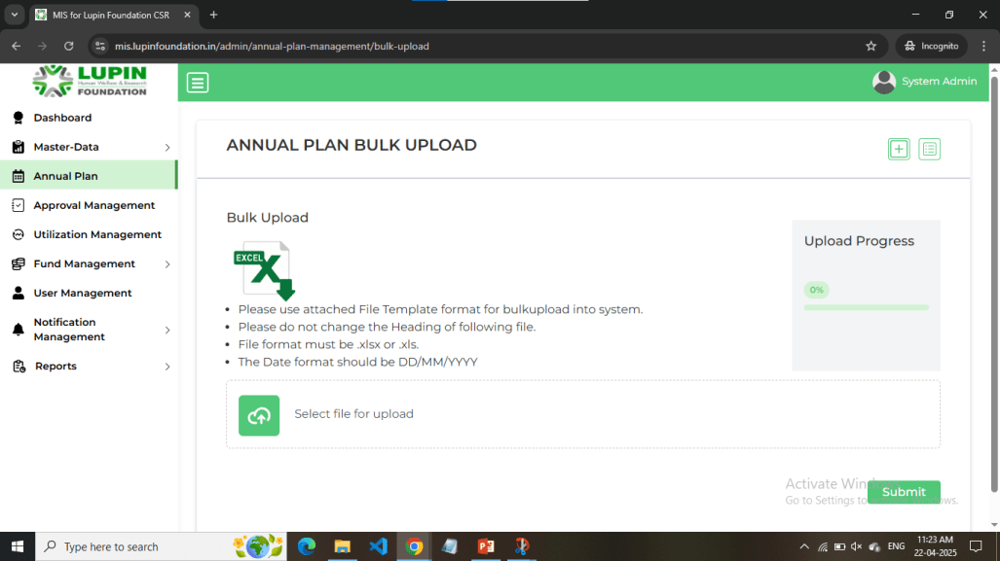 MIS for Lupin Foundation CSR
mis.lupinfoundation.in/admin/annual-plan-management/bulk-upload
Incognito
LUPIN
Human Welfare & Research
FOUNDATION
System Admin
Dashboard
Master-Data
Annual Plan
Approval Management
Utilization Management
Fund Management
User Management
Notification
Management
Reports
ANNUAL PLAN BULK UPLOAD
Bulk Upload
EXCEL
X
• Please use attached File Template format for bulkupload into system.
• Please do not change the Heading of following file.
• File format must be .xlsx or .xls.
• The Date format should be DD/MM/YYYY
Upload Progress
0%
Select file for upload
Submit
Activate
Go to Settings to
Type here to search
ENG
11:23 AM
22-04-2025